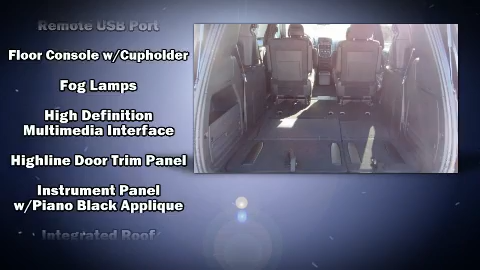 Remote USB Port
Floor Console w/Cupholder
Fog Lamps
High Definition
Multimedia Interface
Highline Door Trim Panel
Instrument Panel
w/Piano Black Applique
Integrated Roof